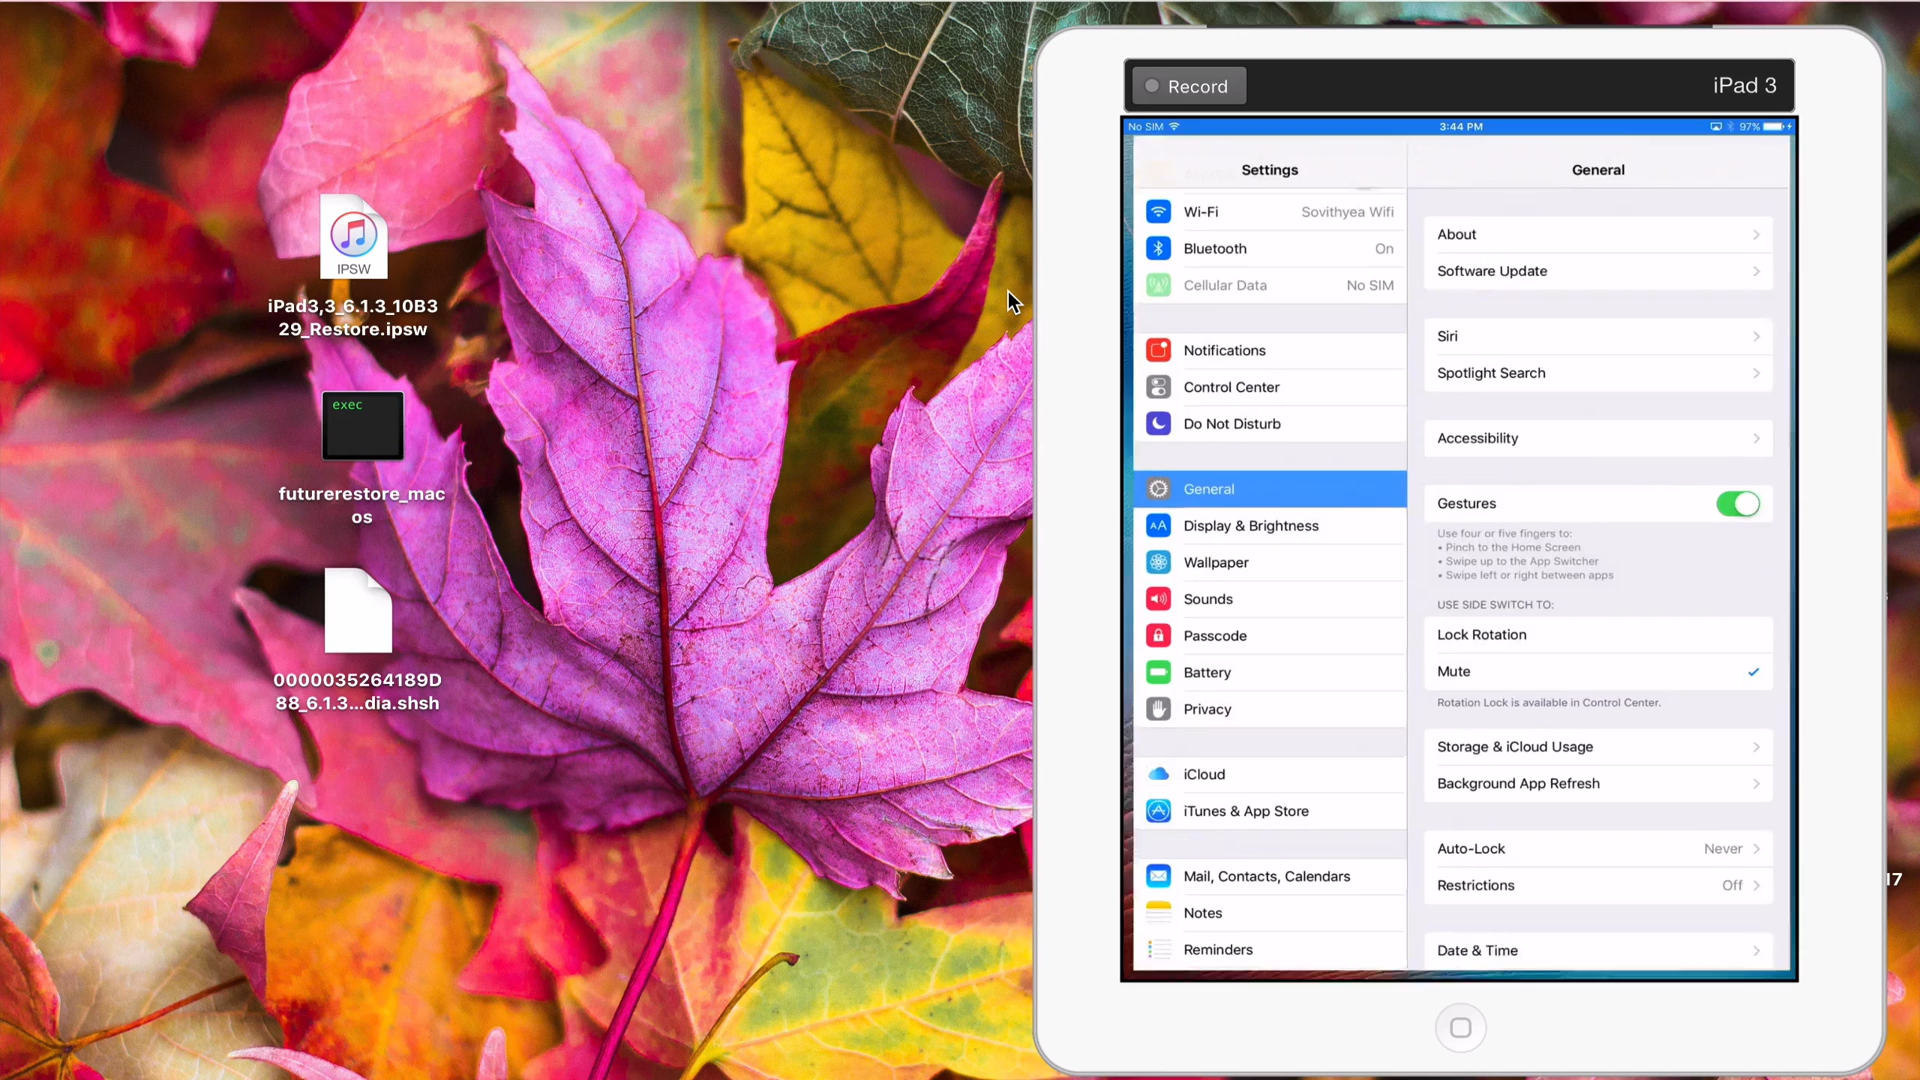 IPSW
iPad3,3_6.1.3_10B3
29_Restore.ipsw
exec
futurerestore_mac
os
0000035264189D
88_6.1.3...dia.shsh
Record
iPad 3
No SIM
3:44 PM
97%
Settings
Wi-Fi
Sovithyea Wifi
Bluetooth
On
Cellular Data
No SIM
Notifications
Control Center
Do Not Disturb
General
Display & Brightness
Wallpaper
Sounds
Passcode
Battery
Privacy
iCloud
iTunes & App Store
Mail, Contacts, Calendars
Notes
Reminders
General
About
Software Update
Siri
Spotlight Search
Accessibility
Gestures
Use four or five fingers to:
• Pinch to the Home Screen
• Swipe up to the App Switcher
• Swipe left or right between apps
USE SIDE SWITCH TO:
Lock Rotation
Mute
Rotation Lock is available in Control Center.
Storage & iCloud Usage
Background App Refresh
Auto-Lock
Never
Restrictions
Off
Date & Time